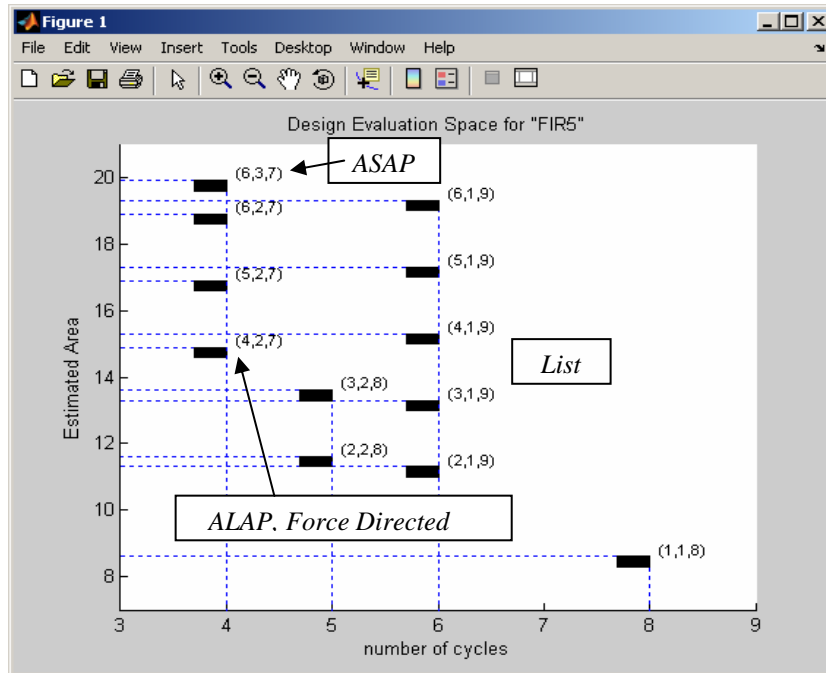 Figure 1
File Edit View Insert Tools Desktop Window Help
Design Evaluation Space for "FIR5"
ASAP
(6,3,7)
(6,2,7)
(6,1,9)
(5,2,7)
(5,1,9)
(4,2,7)
(4,1,9)
List
(3,2,8)
(3,1,9)
(2,2,8)
(2,1,9)
ALAP, Force Directed
(1,1,8)
Estimated Area
20
18
16
14
12
10
8
3 4 5 6 7 8 9
number of cycles